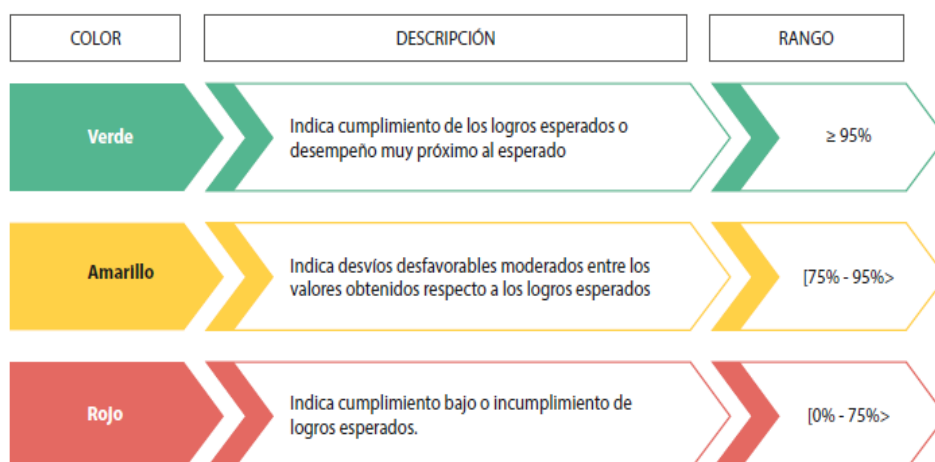 COLOR
DESCRIPCIÓN
RANGO
Verde
Indica cumplimiento de los logros esperados o
desempeño muy próximo al esperado
≥ 95%
Amarillo
Indica desvíos desfavorables moderados entre los
valores obtenidos respecto a los logros esperados
[75% - 95%>
RoJo
Indica cumplimiento bajo o incumplimiento de
logros esperados.
[0% - 75%>